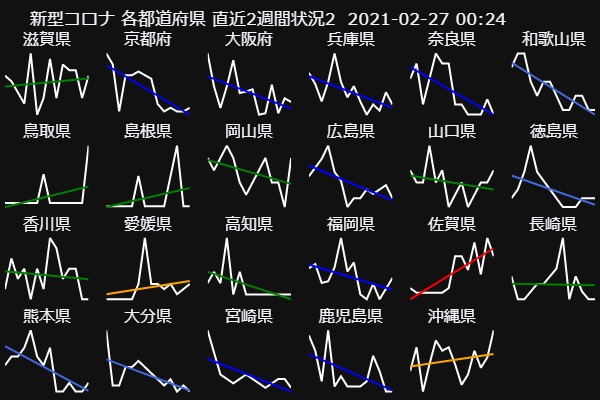 新型コロナ 各都道府県 直近2週間状況2 2021-02-27 00:24
滋賀県 京都府 大阪府 兵庫県 奈良県 和歌山県
鳥取県 島根県 岡山県 広島県 山口県 徳島県
香川県 愛媛県 高知県 福岡県 佐賀県 長崎県
熊本県 大分県 宮崎県 鹿児島県 沖縄県